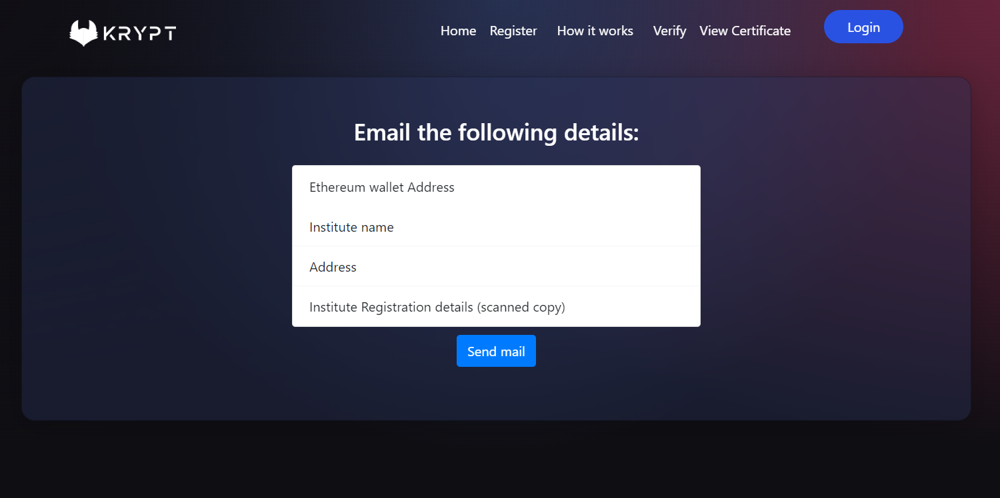 KRYPT
Home Register How it works Verify View Certificate Login
Email the following details:
Ethereum wallet Address
Institute name
Address
Institute Registration details (scanned copy)
Send mail